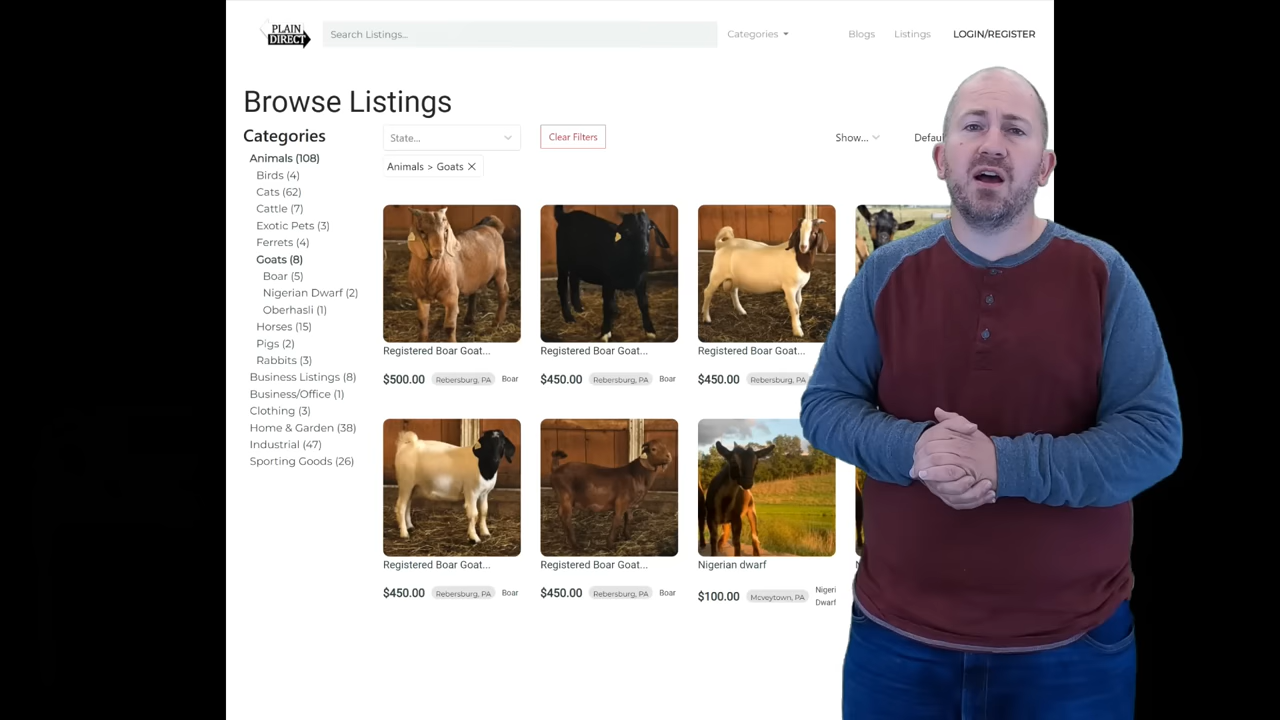 PLAIN
DIRECT
Search Listings...
Categories
Blogs
Listings
LOGIN/REGISTER
Browse Listings
Categories
Animals (108)
Birds (4)
Cats (62)
Cattle (7)
Exotic Pets (3)
Ferrets (4)
Goats (8)
Boar (5)
Nigerian Dwarf (2)
Oberhasli (1)
Horses (15)
Pigs (2)
Rabbits (3)
Business Listings (8)
Business/Office (1)
Clothing (3)
Home & Garden (38)
Industrial (47)
Sporting Goods (26)
State...
Clear Filters
Show...
Animals > Goats
Registered Boar Goat...
$500.00 Rebersburg, PA Boar
Registered Boar Goat...
$450.00 Rebersburg, PA Boar
Registered Boar Goat...
$450.00 Rebersburg, PA
Registered Boar Goat...
$450.00 Rebersburg, PA Boar
Registered Boar Goat...
$450.00 Rebersburg, PA Boar
Nigerian dwarf
$100.00 Mcveytown, PA
Nigeri
Dwarf